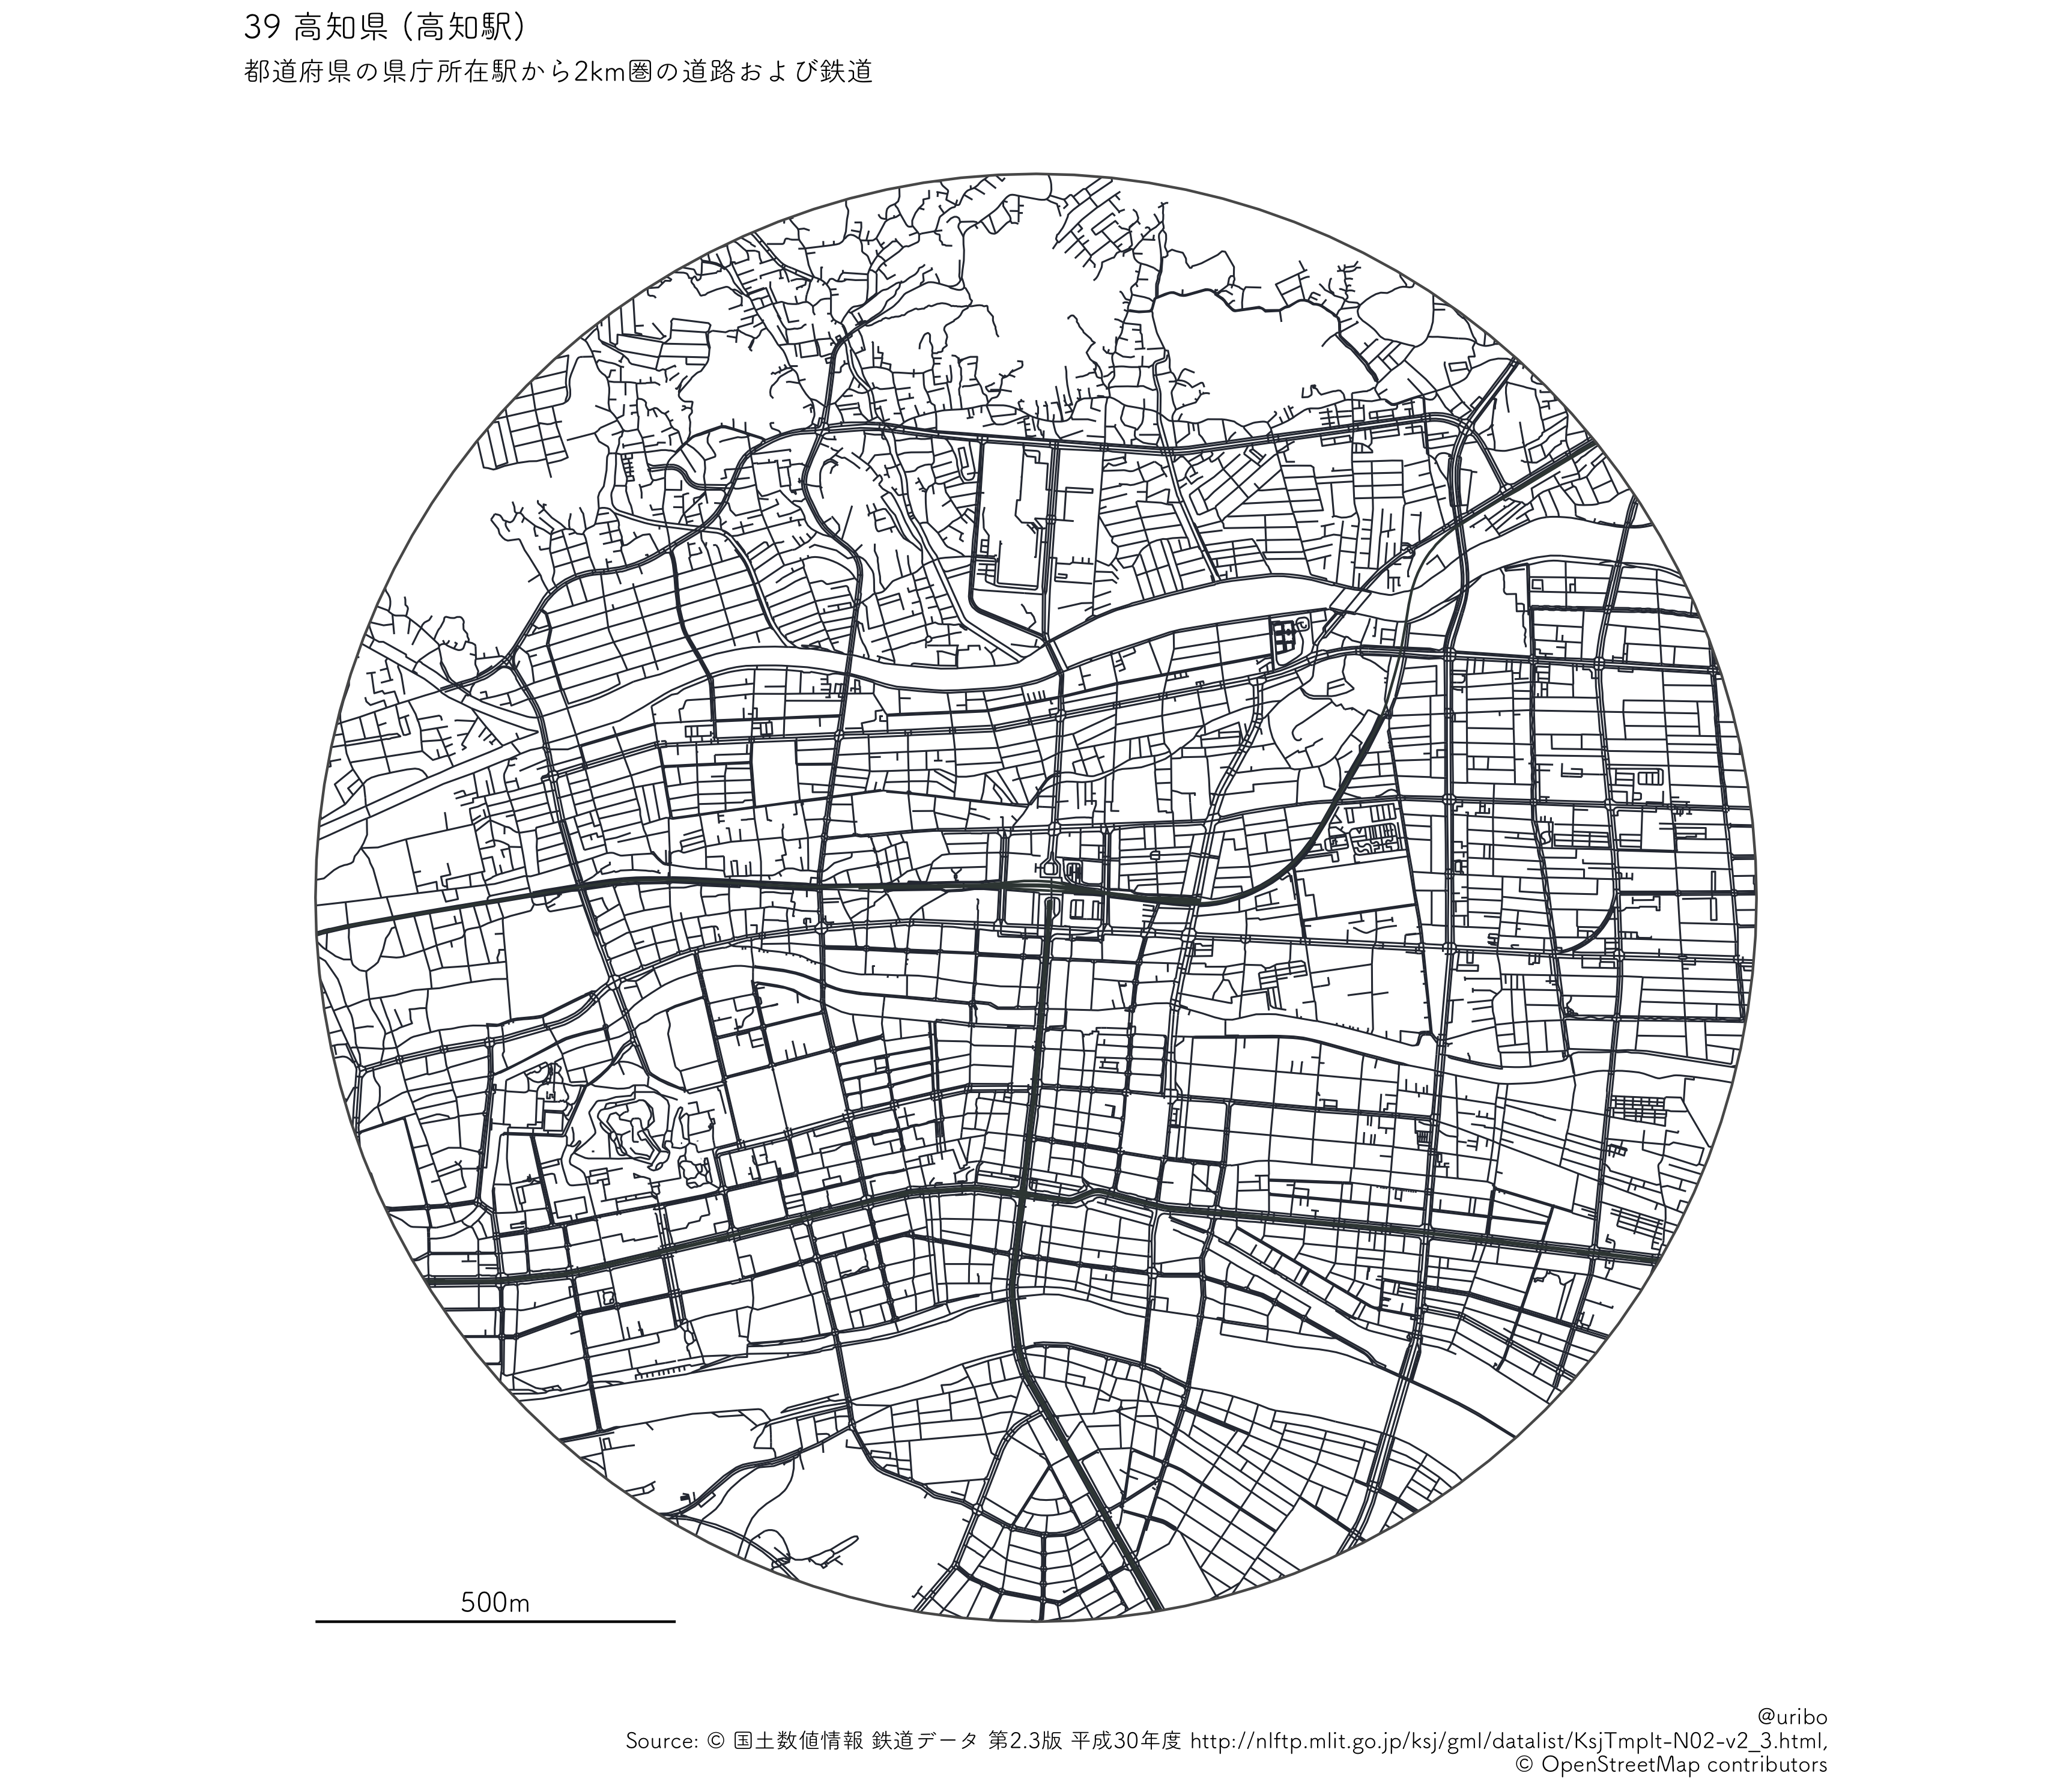 39 高知県 (高知駅)
都道府県の県庁所在駅から2km圏の道路および鉄道
500m
@uribo
Source: © 国土数値情報 鉄道データ 第2.3版 平成30年度 http://nlftp.mlit.go.jp/ksj/gml/datalist/KsjTmplt-N02-v2_3.html,
© OpenStreetMap contributors